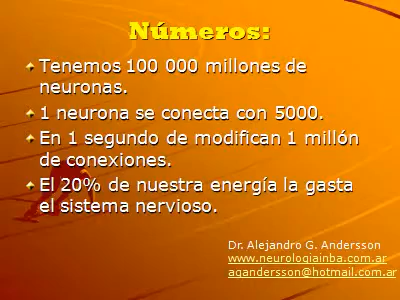 Números:
Tenemos 100 000 millones de
neuronas.
1 neurona se conecta con 5000.
En 1 segundo de modifican 1 millón
de conexiones.
El 20% de nuestra energía la gasta
el sistema nervioso.
Dr. Alejandro G. Andersson
www.neurologiainba.com.ar
agandersson@hotmail.com.ar